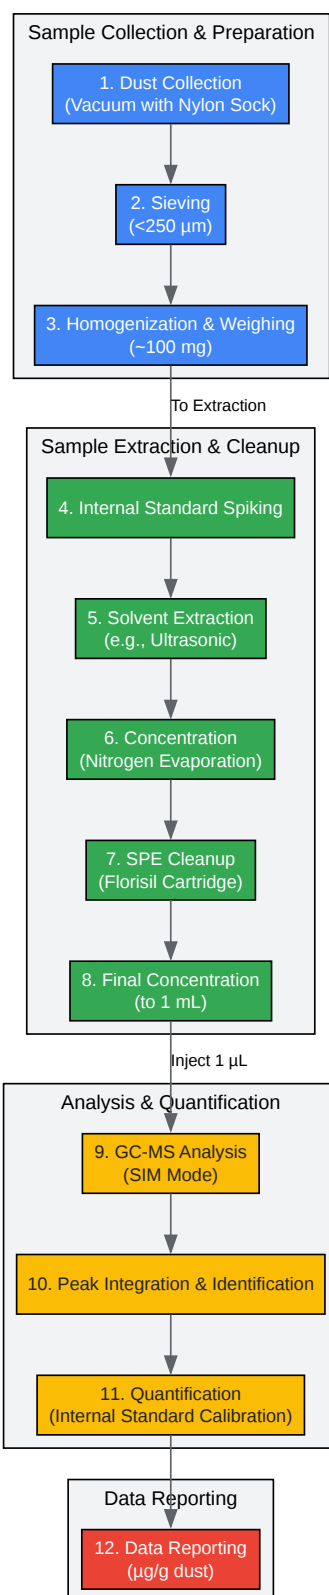 Sample Collection & Preparation
1. Dust Collection
(Vacuum with Nylon Sock)
2. Sieving
(<250 µm)
3. Homogenization & Weighing
(~100 mg)
To Extraction
Sample Extraction & Cleanup
4. Internal Standard Spiking
5. Solvent Extraction
(e.g., Ultrasonic)
6. Concentration
(Nitrogen Evaporation)
7. SPE Cleanup
(Florisil Cartridge)
8. Final Concentration
(to 1 mL)
Inject 1 µL
Analysis & Quantification
9. GC-MS Analysis
(SIM Mode)
10. Peak Integration & Identification
11. Quantification
(Internal Standard Calibration)
Data Reporting
12. Data Reporting
(µg/g dust)